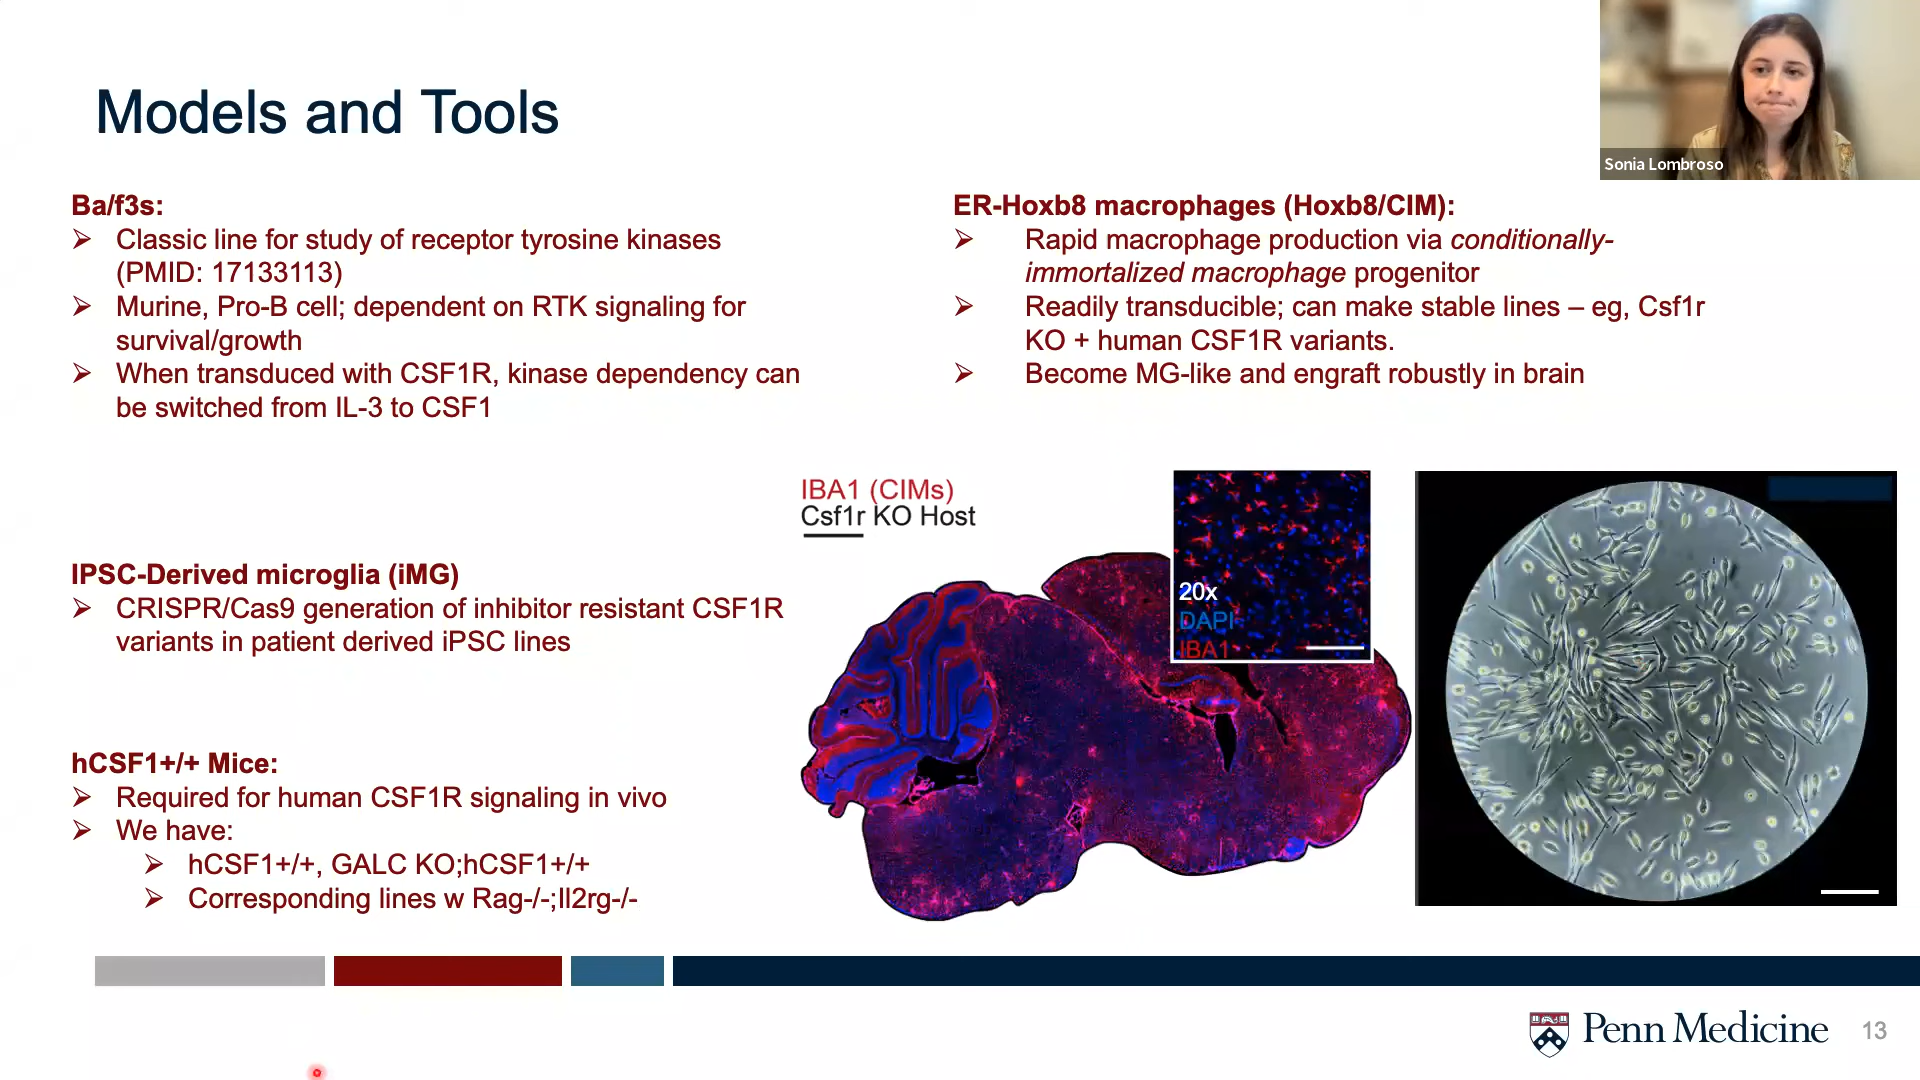 Models and Tools
Sonia Lombroso
Ba/f3s:
➢ Classic line for study of receptor tyrosine kinases
(PMID: 17133113)
➢ Murine, Pro-B cell; dependent on RTK signaling for
survival/growth
➢ When transduced with CSF1R, kinase dependency can
be switched from IL-3 to CSF1
ER-Hoxb8 macrophages (Hoxb8/CIM):
➢ Rapid macrophage production via conditionally-
immortalized macrophage progenitor
➢ Readily transducible; can make stable lines – eg, Csf1r
KO + human CSF1R variants.
➢ Become MG-like and engraft robustly in brain
IPSC-Derived microglia (iMG)
➢ CRISPR/Cas9 generation of inhibitor resistant CSF1R
variants in patient derived iPSC lines
hCSF1+/+ Mice:
➢ Required for human CSF1R signaling in vivo
➢ We have:
➢ hCSF1+/+, GALC KO;hCSF1+/+
➢ Corresponding lines w Rag-/-;Il2rg-/-
IBA1 (CIMs)
Csf1r KO Host
20x
DAPI
IBA1
Penn Medicine
13